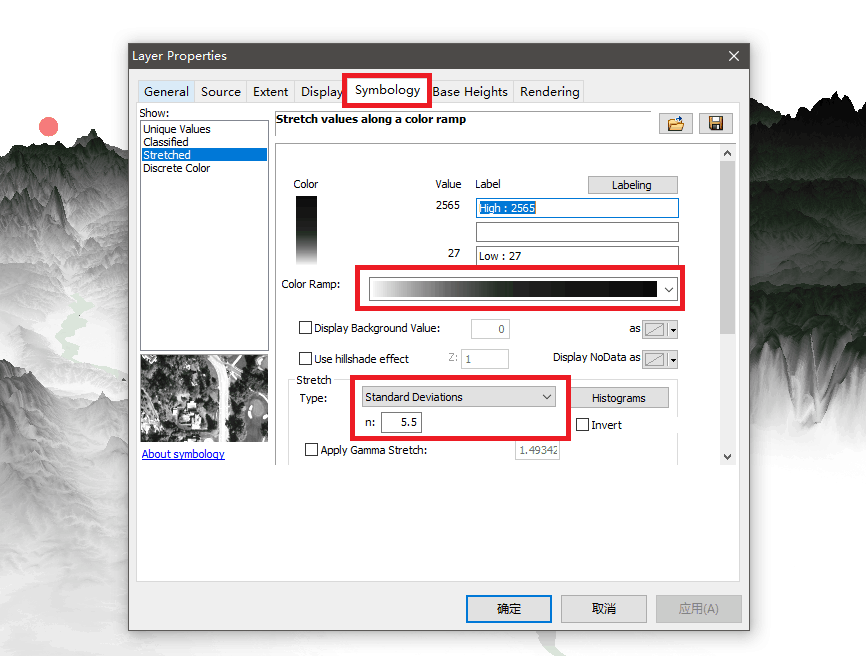 Layer Properties
General Source Extent Display Symbology Base Heights Rendering
Show:
Unique Values
Classified
Stretched
Discrete Color
About symbology
Stretch values along a color ramp
Color Value Label Labeling
2565 High : 2565
27 Low : 27
Color Ramp:
Display Background Value: 0 as
Use hillshade effect Z: 1 Display NoData as
Stretch
Type: Standard Deviations Histograms
n: 5.5 Invert
Apply Gamma Stretch: 1.49342
确定 取消 应用(A)